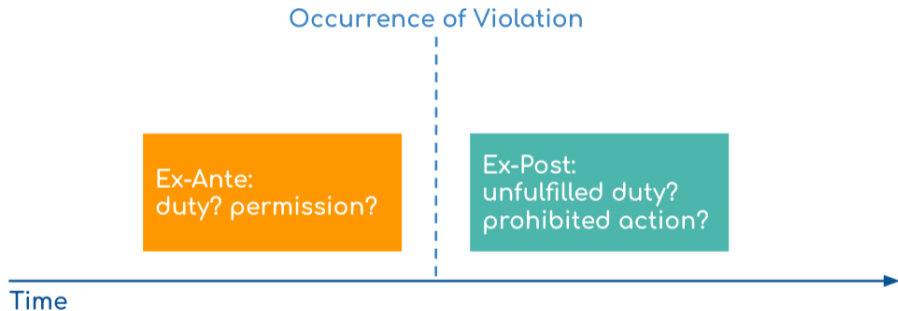 Occurrence of Violation
Ex-Ante:
duty? permission?
Ex-Post:
unfulfilled duty?
prohibited action?
Time